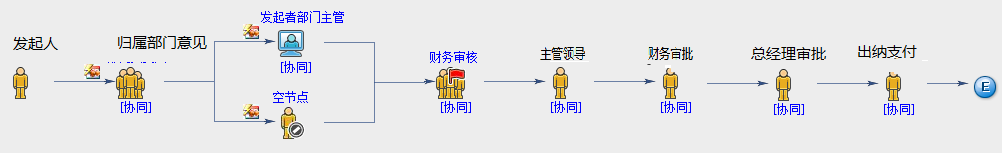 发起人
归属部门意见
[协同]
发起者部门主管
[协同]
空节点
财务审核
[协同]
主管领导
[协同]
财务审批
[协同]
总经理审批
[协同]
出纳支付
[协同]
E